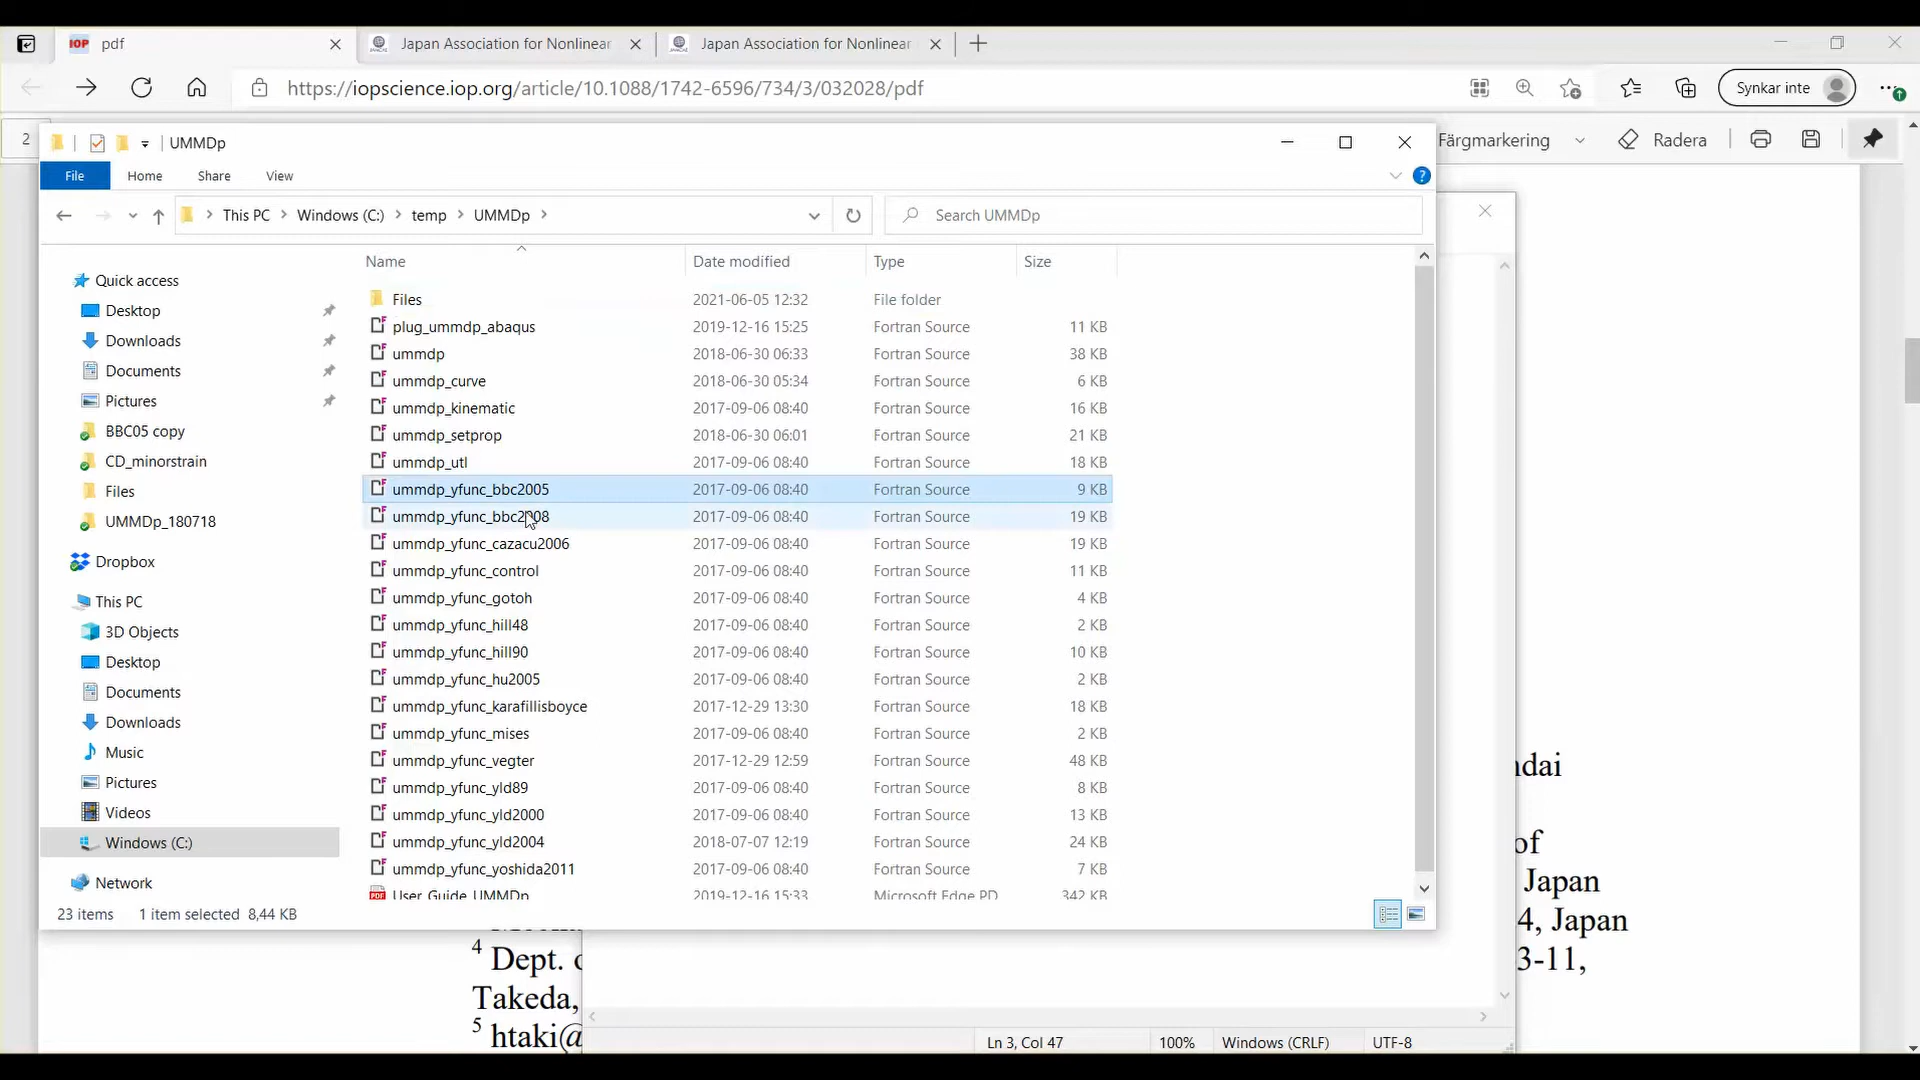 pdf
Japan Association for Nonlinear
Japan Association for Nonlinear
https://iopscience.iop.org/article/10.1088/1742-6596/734/3/032028/pdf
Synkar inte
2
UMMDp
Färgmarkering
Radera
File
Home
Share
View
This PC
Windows (C:)
temp
UMMDp
Search UMMDp
Name
Date modified
Type
Size
Quick access
Desktop
Downloads
Documents
Pictures
BBC05 copy
CD_minorstrain
Files
UMMDp_180718
Dropbox
This PC
3D Objects
Desktop
Documents
Downloads
Music
Pictures
Videos
Windows (C:)
Network
Files 2021-06-05 12:32 File folder
plug_ummdp_abaqus 2019-12-16 15:25 Fortran Source 11 KB
ummdp 2018-06-30 06:33 Fortran Source 38 KB
ummdp_curve 2018-06-30 05:34 Fortran Source 6 KB
ummdp_kinematic 2017-09-06 08:40 Fortran Source 16 KB
ummdp_setprop 2018-06-30 06:01 Fortran Source 21 KB
ummdp_utl 2017-09-06 08:40 Fortran Source 18 KB
ummdp_yfunc_bbc2005 2017-09-06 08:40 Fortran Source 9 KB
ummdp_yfunc_bbc2008 2017-09-06 08:40 Fortran Source 19 KB
ummdp_yfunc_cazacu2006 2017-09-06 08:40 Fortran Source 19 KB
ummdp_yfunc_control 2017-09-06 08:40 Fortran Source 11 KB
ummdp_yfunc_gotoh 2017-09-06 08:40 Fortran Source 4 KB
ummdp_yfunc_hill48 2017-09-06 08:40 Fortran Source 2 KB
ummdp_yfunc_hill90 2017-09-06 08:40 Fortran Source 10 KB
ummdp_yfunc_hu2005 2017-09-06 08:40 Fortran Source 2 KB
ummdp_yfunc_karafillisboyce 2017-12-29 13:30 Fortran Source 18 KB
ummdp_yfunc_mises 2017-09-06 08:40 Fortran Source 2 KB
ummdp_yfunc_vegter 2017-12-29 12:59 Fortran Source 48 KB
ummdp_yfunc_yld89 2017-09-06 08:40 Fortran Source 8 KB
ummdp_yfunc_yld2000 2017-09-06 08:40 Fortran Source 13 KB
ummdp_yfunc_yld2004 2018-07-07 12:19 Fortran Source 24 KB
ummdp_yfunc_yoshida2011 2017-09-06 08:40 Fortran Source 7 KB
User_Guide_UMMDp 2019-12-16 15:33 Microsoft Edge PD 342 KB
23 items 1 item selected 8,44 KB
ndai
of
Japan
4, Japan
4 Dept.
3-11,
Takeda,
5 htaki@
Ln 3, Col 47
100%
Windows (CRLF)
UTF-8